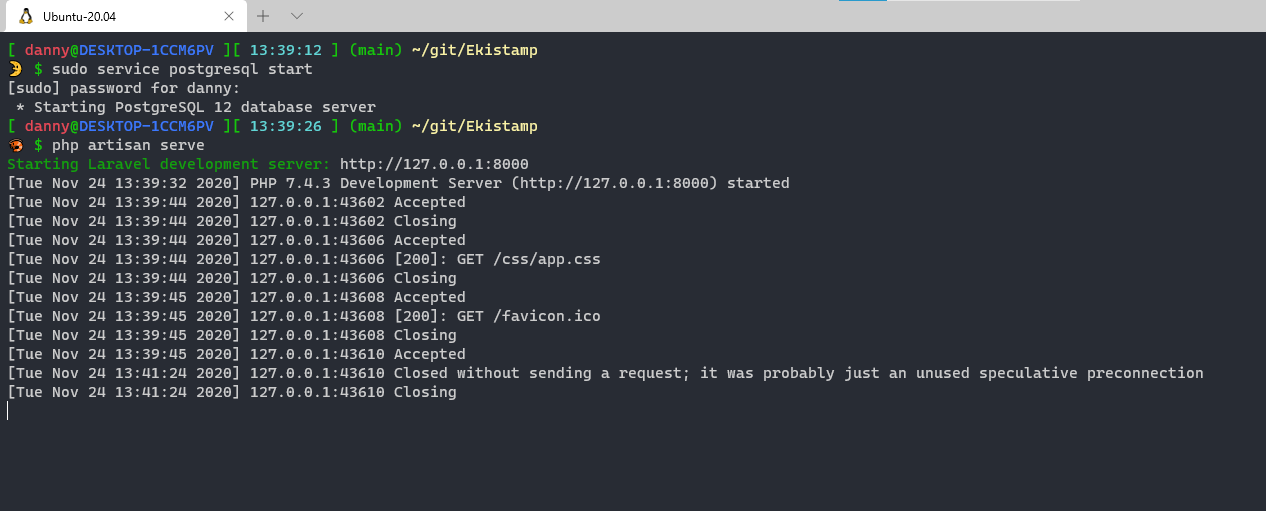 Ubuntu-20.04
[ danny@DESKTOP-1CCM6PV ][ 13:39:12 ] (main) ~/git/Ekistamp
$ sudo service postgresql start
[sudo] password for danny:
 * Starting PostgreSQL 12 database server
[ danny@DESKTOP-1CCM6PV ][ 13:39:26 ] (main) ~/git/Ekistamp
$ php artisan serve
Starting Laravel development server: http://127.0.0.1:8000
[Tue Nov 24 13:39:32 2020] PHP 7.4.3 Development Server (http://127.0.0.1:8000) started
[Tue Nov 24 13:39:44 2020] 127.0.0.1:43602 Accepted
[Tue Nov 24 13:39:44 2020] 127.0.0.1:43602 Closing
[Tue Nov 24 13:39:44 2020] 127.0.0.1:43606 Accepted
[Tue Nov 24 13:39:44 2020] 127.0.0.1:43606 [200]: GET /css/app.css
[Tue Nov 24 13:39:44 2020] 127.0.0.1:43606 Closing
[Tue Nov 24 13:39:45 2020] 127.0.0.1:43608 Accepted
[Tue Nov 24 13:39:45 2020] 127.0.0.1:43608 [200]: GET /favicon.ico
[Tue Nov 24 13:39:45 2020] 127.0.0.1:43608 Closing
[Tue Nov 24 13:39:45 2020] 127.0.0.1:43610 Accepted
[Tue Nov 24 13:41:24 2020] 127.0.0.1:43610 Closed without sending a request; it was probably just an unused speculative preconnection
[Tue Nov 24 13:41:24 2020] 127.0.0.1:43610 Closing